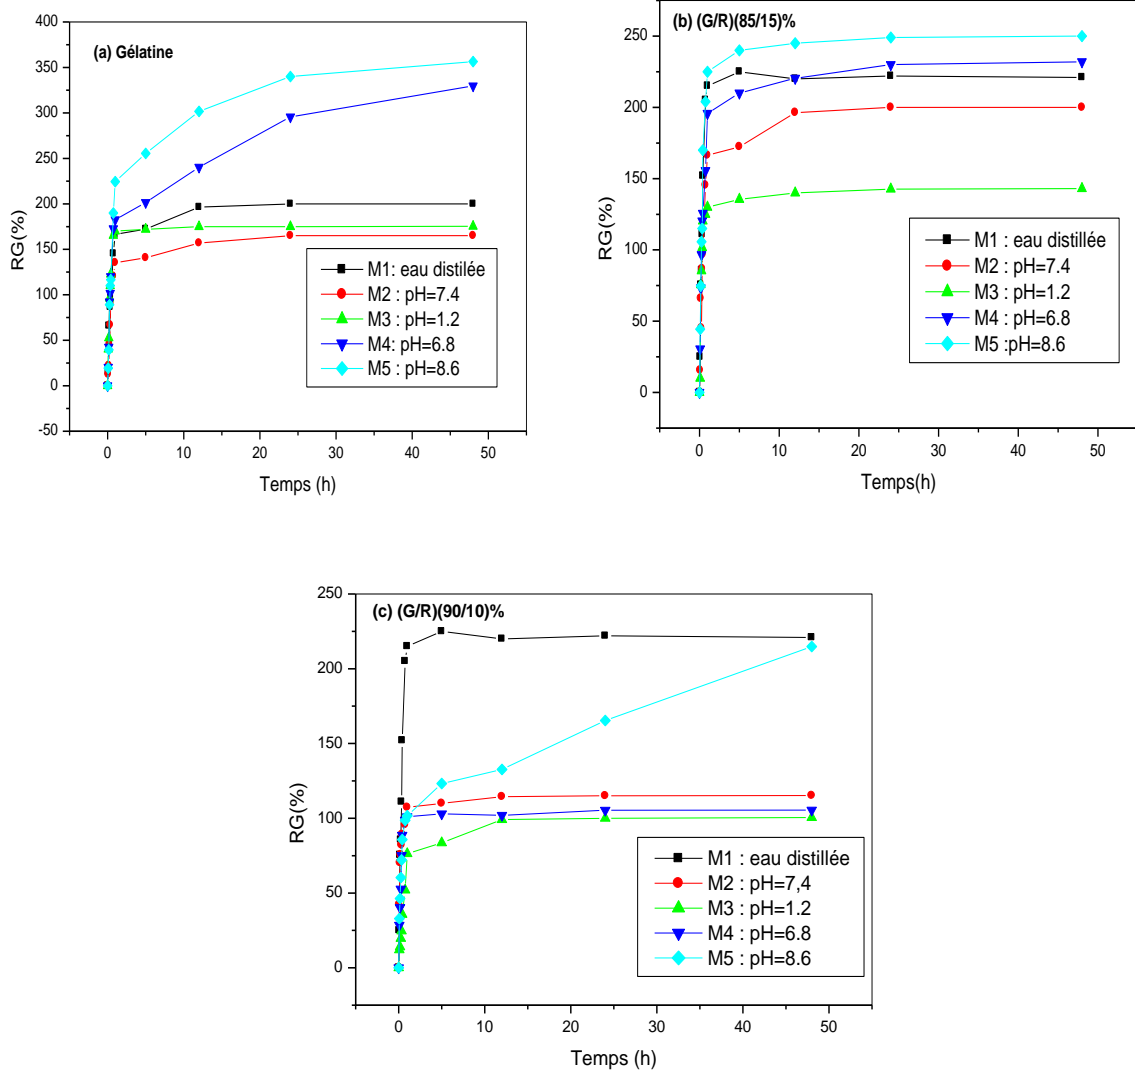 (a) Gélatine
RG(%)
400
350
300
250
200
150
100
50
0
-50
0 10 20 30 40 50
Temps (h)
M1: eau distillée
M2 : pH=7.4
M3 : pH=1.2
M4: pH=6.8
M5 : pH=8.6
(b) (G/R)(85/15)%
RG(%)
250
200
150
100
50
0
0 10 20 30 40 50
Temps(h)
M1 : eau distillée
M2 : pH=7.4
M3 : pH=1.2
M4 : pH=6.8
M5 :pH=8.6
(c) (G/R)(90/10)%
RG(%)
250
200
150
100
50
0
0 10 20 30 40 50
Temps (h)
M1 : eau distillée
M2 : pH=7,4
M3 : pH=1.2
M4 : pH=6.8
M5 : pH=8.6